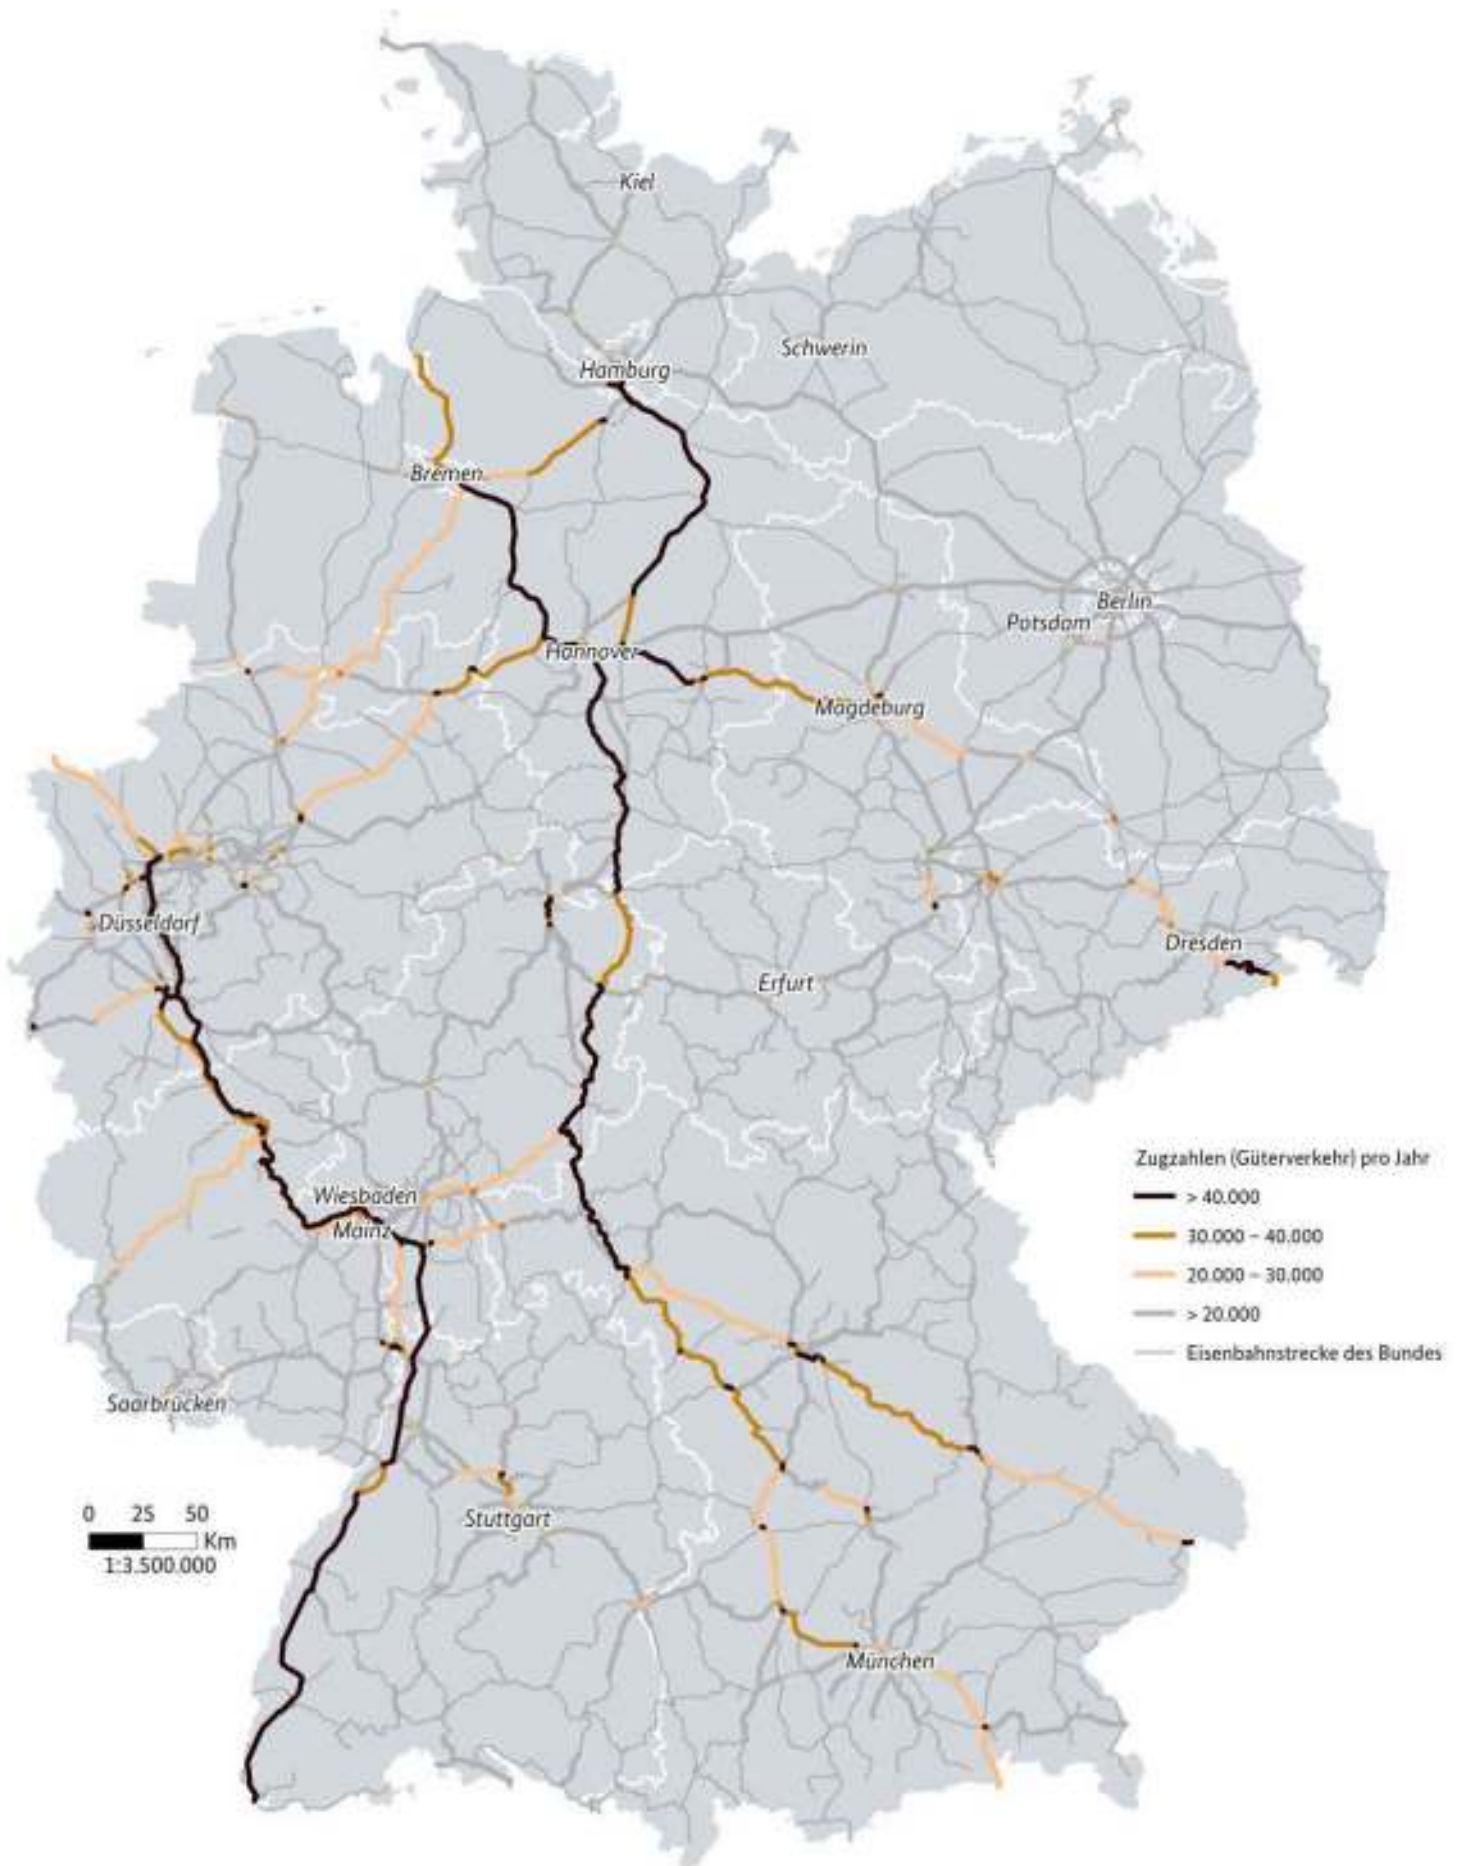 Kiel
Schwerin
Hamburg
Bremen
Berlin
Potsdam
Hannover
Magdeburg
Düsseldorf
Dresden
Erfurt
Zugzahlen (Güterverkehr) pro Jahr
> 40.000
30.000 – 40.000
20.000 – 30.000
> 20.000
Eisenbahnstrecke des Bundes
Wiesbaden
Mainz
Saarbrücken
0 25 50
Km
1:3.500.000
Stuttgart
München